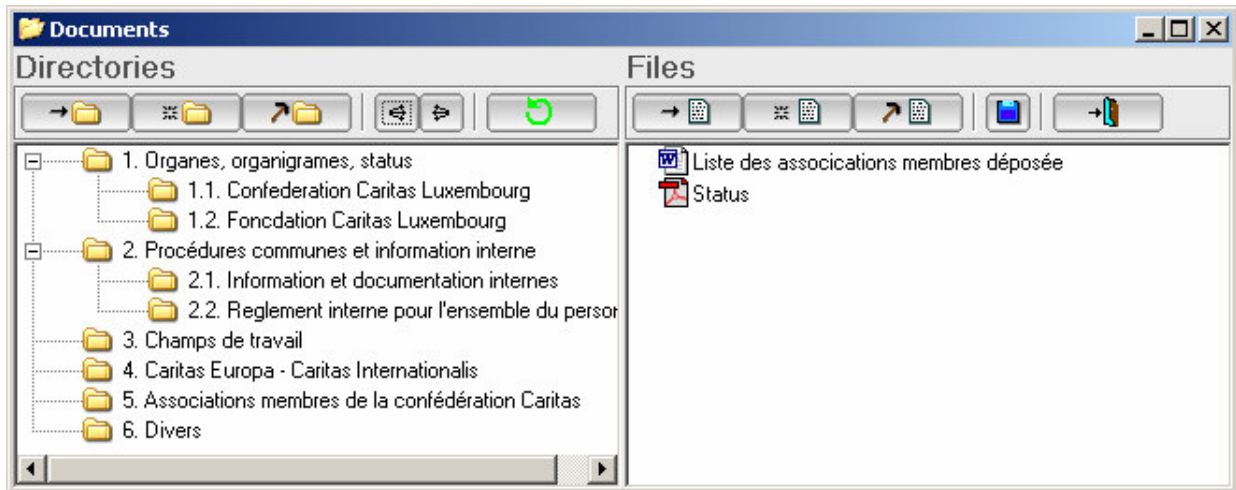 Documents
Directories
Files
1. Organes, organigrames, status
1.1. Confederation Caritas Luxembourg
1.2. Foncdation Caritas Luxembourg
2. Procédures communes et information interne
2.1. Information et documentation internes
2.2. Reglement interne pour l'ensemble du person
3. Champs de travail
4. Caritas Europa - Caritas Internationalis
5. Associations membres de la confédération Caritas
6. Divers
Liste des assocications membres déposée
Status